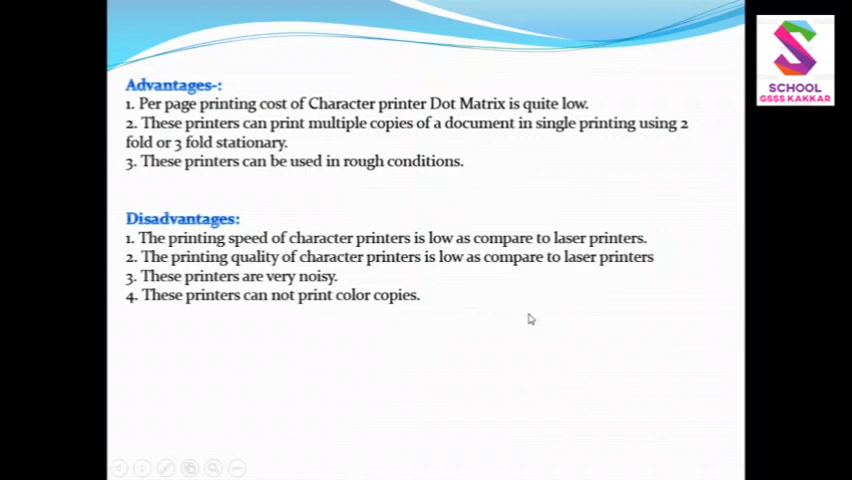 Advantages-:
1. Per page printing cost of Character printer Dot Matrix is quite low.
2. These printers can print multiple copies of a document in single printing using 2
fold or 3 fold stationary.
3. These printers can be used in rough conditions.
Disadvantages:
1. The printing speed of character printers is low as compare to laser printers.
2. The printing quality of character printers is low as compare to laser printers
3. These printers are very noisy.
4. These printers can not print color copies.
SCHOOL
GSSS KAKKAR